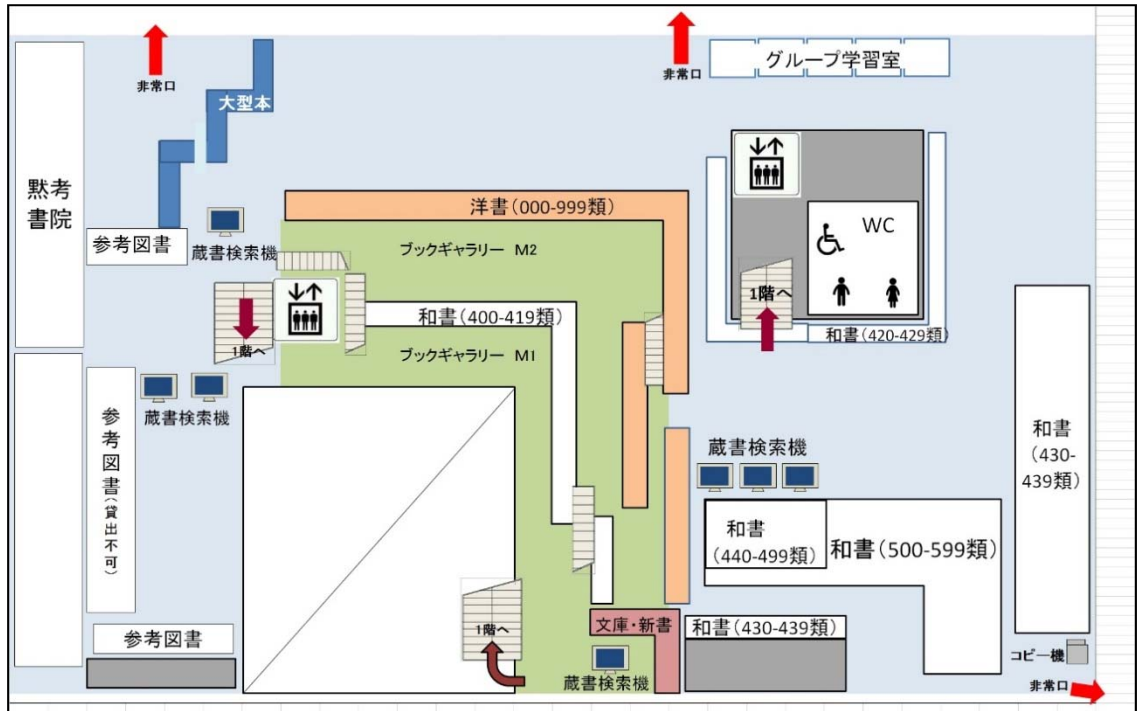 非常口
非常口
グループ学習室
大型本
黙考
書院
洋書(000-999類)
参考図書
蔵書検索機
ブックギャラリー M2
WC
1階へ
和書(400-419類)
1階へ
ブックギャラリー M1
和書(420-429類)
蔵書検索機
参考図書(貸出不可)
蔵書検索機
和書
(430-
439類)
和書
(440-499類)
和書(500-599類)
1階へ
文庫・新書
和書(430-439類)
参考図書
蔵書検索機
コピー機
非常口